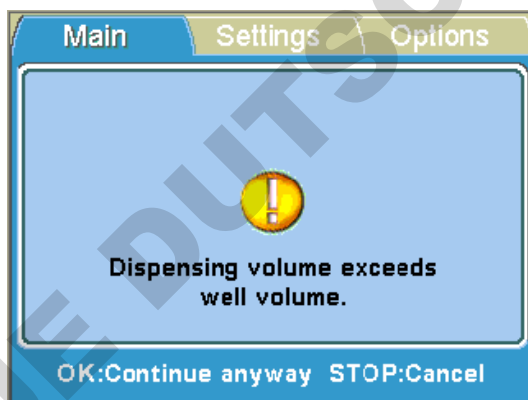 Main Settings Options
Dispensing volume exceeds
well volume.
OK:Continue anyway STOP:Cancel